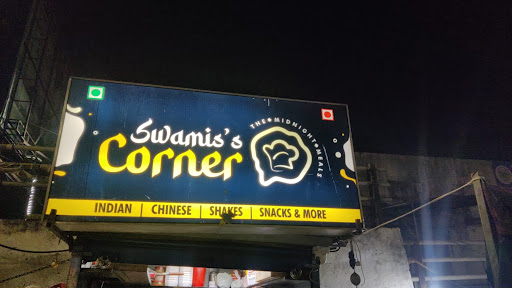 Swamis's
Corner
THE MIDNIGHT MEALS
INDIAN | CHINESE | SHAKES | SNACKS & MORE